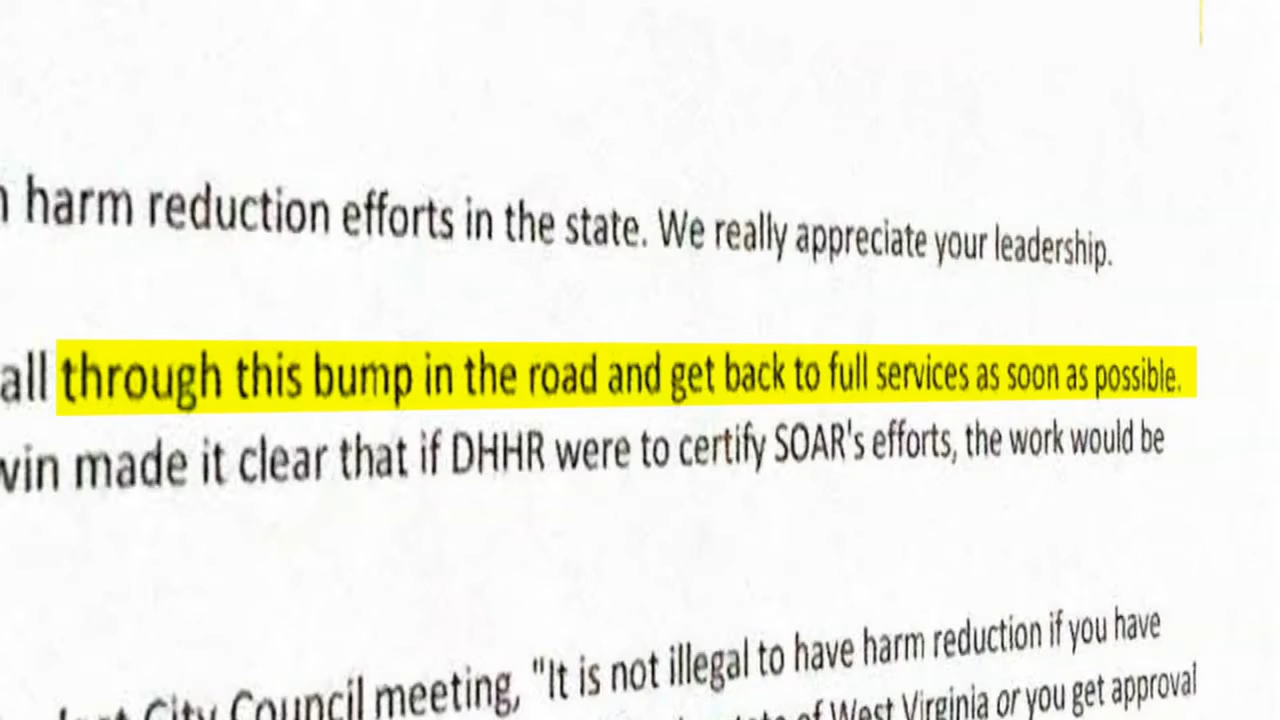 harm reduction efforts in the state. We really appreciate your leadership.
all through this bump in the road and get back to full services as soon as possible.
vin made it clear that if DHHR were to certify SOAR's efforts, the work would be
City Council meeting, "It is not illegal to have harm reduction if you have
of West Virginia or you get approval